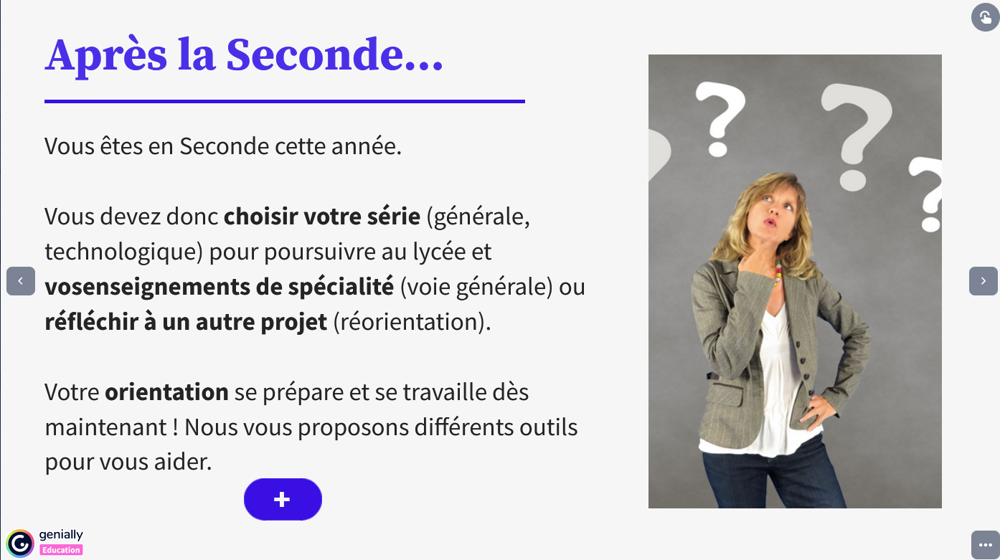 Après la Seconde...
Vous êtes en Seconde cette année.
Vous devez donc choisir votre série (générale,
technologique) pour poursuivre au lycée et
vosenseignements de spécialité (voie générale) ou
réfléchir à un autre projet (réorientation).
Votre orientation se prépare et se travaille dès
maintenant ! Nous vous proposons différents outils
pour vous aider.
+
? ? ?
genially
Education